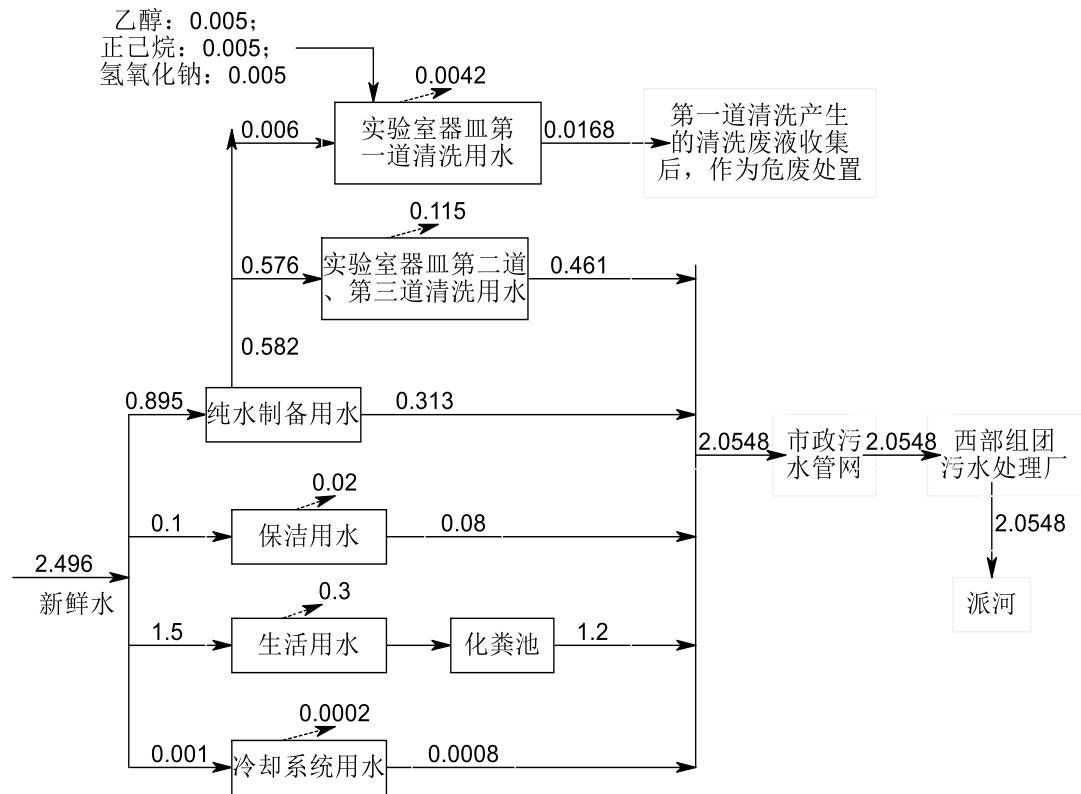 乙醇：0.005；
正己烷：0.005；
氢氧化钠：0.005
0.0042
0.006
实验室器皿第
一道清洗用水
0.0168
第一道清洗产生
的清洗废液收集
后，作为危废处置
0.115
0.576
实验室器皿第二道
、第三道清洗用水
0.461
0.582
0.895
纯水制备用水
0.313
2.0548
市政污
水管网
2.0548
西部组团
污水处理厂
2.0548
派河
0.02
0.1
保洁用水
0.08
2.496
新鲜水
0.3
1.5
生活用水
化粪池
1.2
0.0002
0.001
冷却系统用水
0.0008